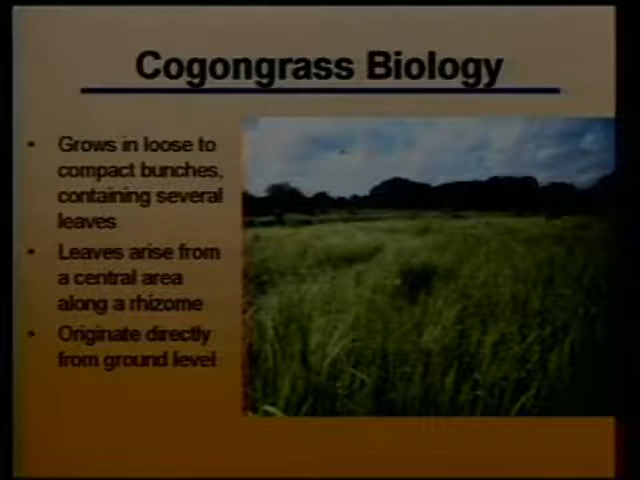 Cogongrass Biology
• Grows in loose to
compact bunches,
containing several
leaves
• Leaves arise from
a central area
along a rhizome
• Originate directly
from ground level